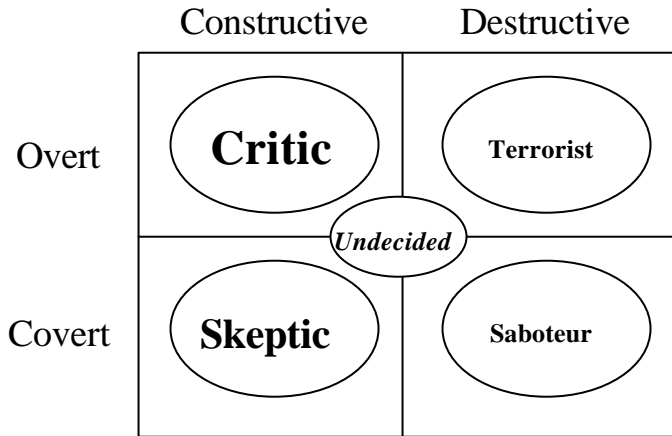 Constructive Destructive
Overt Critic Terrorist
Undecided
Covert Skeptic Saboteur